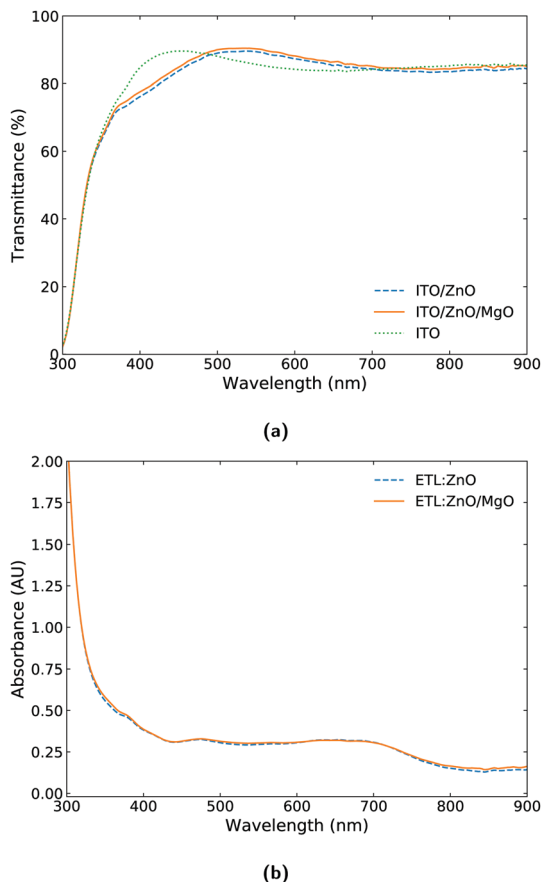 100
80
60
40
20
0
Transmittance (%)
ITO/ZnO
ITO/ZnO/MgO
ITO
300 400 500 600 700 800 900
Wavelength (nm)
(a)
2.00
1.75
1.50
1.25
1.00
0.75
0.50
0.25
0.00
Absorbance (AU)
ETL:ZnO
ETL:ZnO/MgO
300 400 500 600 700 800 900
Wavelength (nm)
(b)